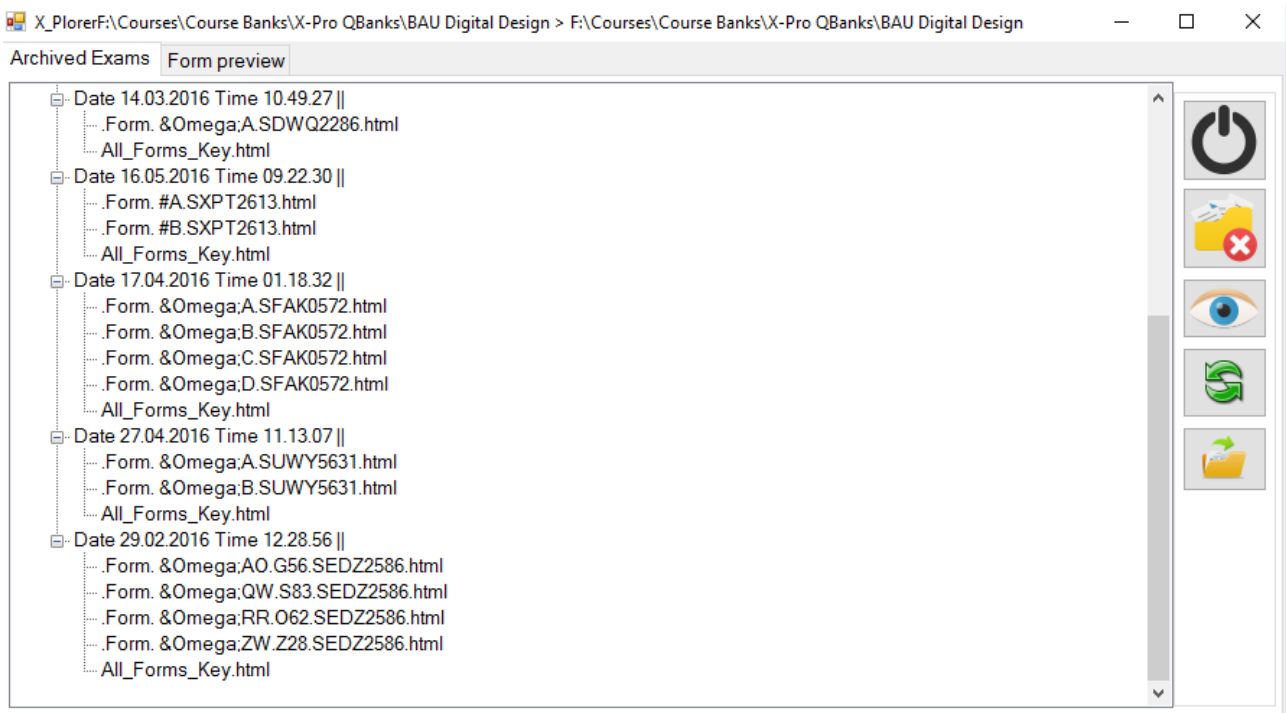 X_PlorerF:\Courses\Course Banks\X-Pro QBanks\BAU Digital Design > F:\Courses\Course Banks\X-Pro QBanks\BAU Digital Design
Archived Exams Form preview
Date 14.03.2016 Time 10.49.27 ||
.Form. &Omega;A.SDWQ2286.html
All_Forms_Key.html
Date 16.05.2016 Time 09.22.30 ||
.Form. #A.SXPT2613.html
.Form. #B.SXPT2613.html
All_Forms_Key.html
Date 17.04.2016 Time 01.18.32 ||
.Form. &Omega;A.SFAK0572.html
.Form. &Omega;B.SFAK0572.html
.Form. &Omega;C.SFAK0572.html
.Form. &Omega;D.SFAK0572.html
All_Forms_Key.html
Date 27.04.2016 Time 11.13.07 ||
.Form. &Omega;A.SUWY5631.html
.Form. &Omega;B.SUWY5631.html
All_Forms_Key.html
Date 29.02.2016 Time 12.28.56 ||
.Form. &Omega;AO.G56.SEDZ2586.html
.Form. &Omega;QW.S83.SEDZ2586.html
.Form. &Omega;RR.O62.SEDZ2586.html
.Form. &Omega;ZW.Z28.SEDZ2586.html
All_Forms_Key.html